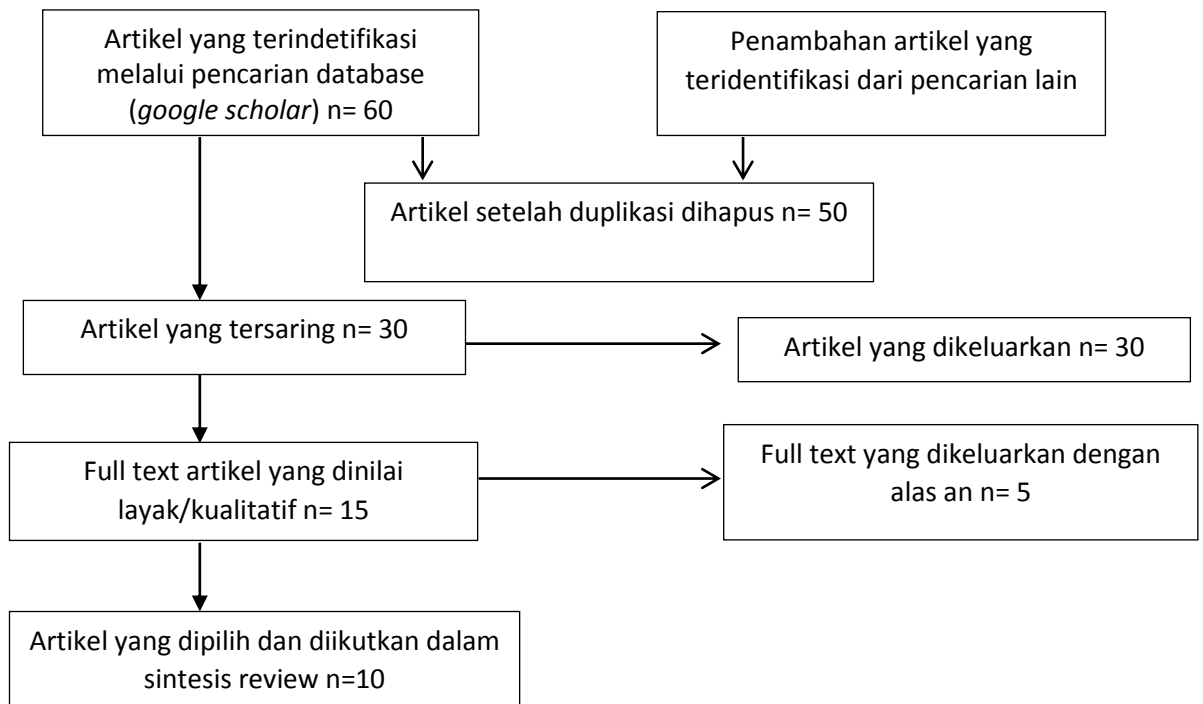 Artikel yang terindetifikasi
melalui pencarian database
(google scholar) n= 60
Penambahan artikel yang
teridentifikasi dari pencarian lain
Artikel setelah duplikasi dihapus n= 50
Artikel yang tersaring n= 30
Artikel yang dikeluarkan n= 30
Full text artikel yang dinilai
layak/kualitatif n= 15
Full text yang dikeluarkan dengan
alas an n= 5
Artikel yang dipilih dan diikutkan dalam
sintesis review n=10